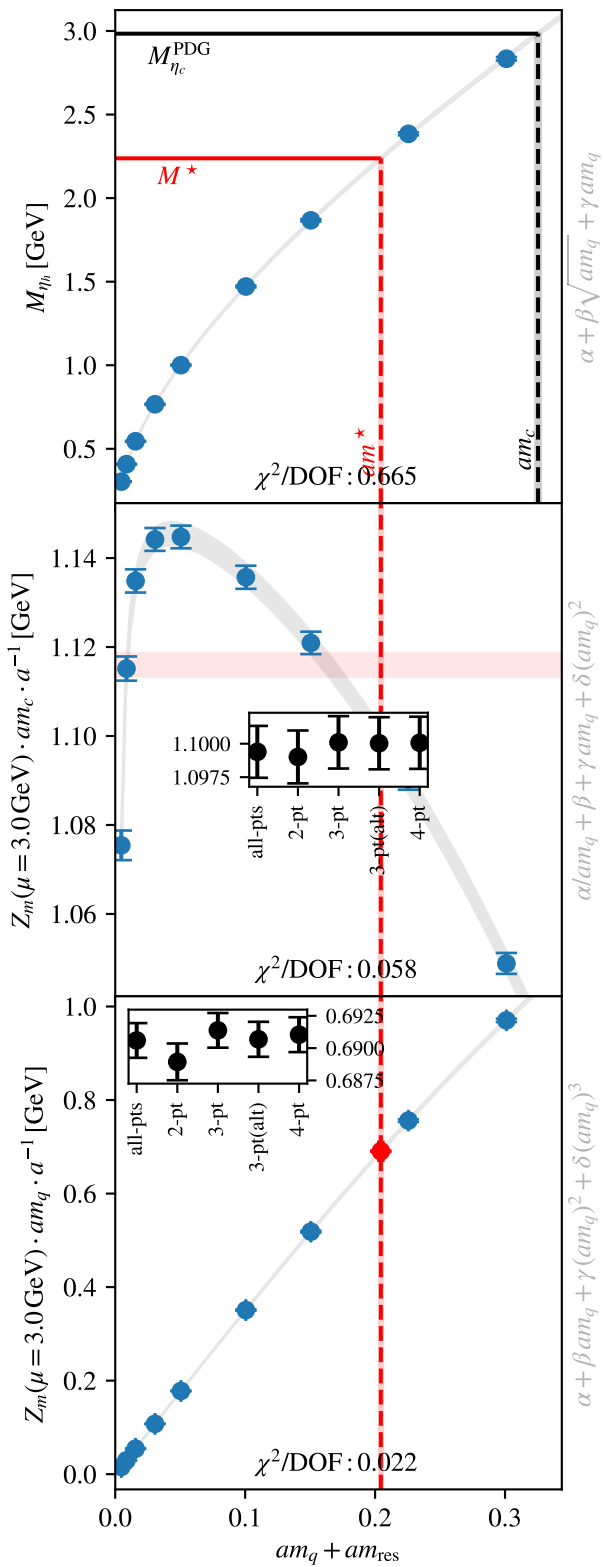 3.0
2.5
2.0
1.5
1.0
0.5
M_{η_h} [GeV]
M_{η_c}^{PDG}
M^⋆
am^⋆
am_c
χ²/DOF: 0.665
α + β√(am_q) + γ am_q
1.14
1.12
1.10
1.08
1.06
Z_m(μ = 3.0 GeV) · am_c · a⁻¹ [GeV]
1.1000
1.0975
all-pts
2-pt
3-pt
3-pt(alt)
4-pt
χ²/DOF: 0.058
α/am_q + β + γ am_q + δ(am_q)²
1.0
0.8
0.6
0.4
0.2
0.0
Z_m(μ = 3.0 GeV) · am_q · a⁻¹ [GeV]
0.6925
0.6900
0.6875
all-pts
2-pt
3-pt
3-pt(alt)
4-pt
χ²/DOF: 0.022
α + β am_q + γ(am_q)² + δ(am_q)³
0.0 0.1 0.2 0.3
am_q + am_res